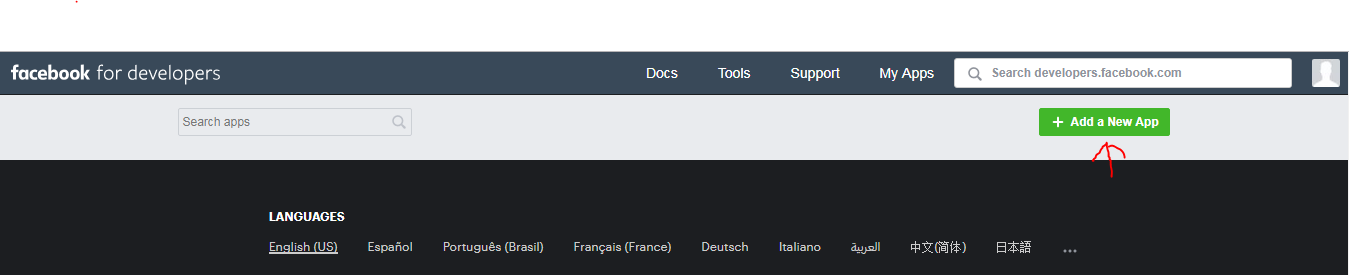 facebook for developers Docs Tools Support My Apps Search developers.facebook.com
Search apps + Add a New App
LANGUAGES
English (US) Español Português (Brasil) Français (France) Deutsch Italiano العربية 中文(简体) 日本語 ...